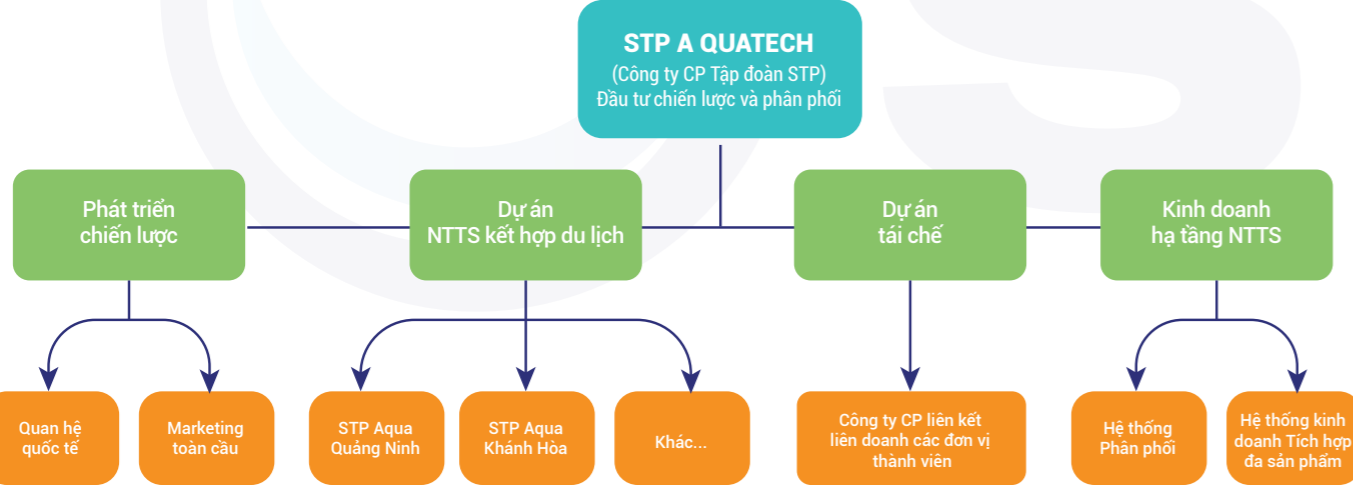 STP A QUATECH
(Công ty CP Tập đoàn STP)
Đầu tư chiến lược và phân phối
Phát triển
chiến lược
Dự án
NTTS kết hợp du lịch
Dự án
tái chế
Kinh doanh
hạ tầng NTTS
Quan hệ
quốc tế
Marketing
toàn cầu
STP Aqua
Quảng Ninh
STP Aqua
Khánh Hòa
Khác...
Công ty CP liên kết
liên doanh các đơn vị
thành viên
Hệ thống
Phân phối
Hệ thống kinh
doanh Tích hợp
đa sản phẩm